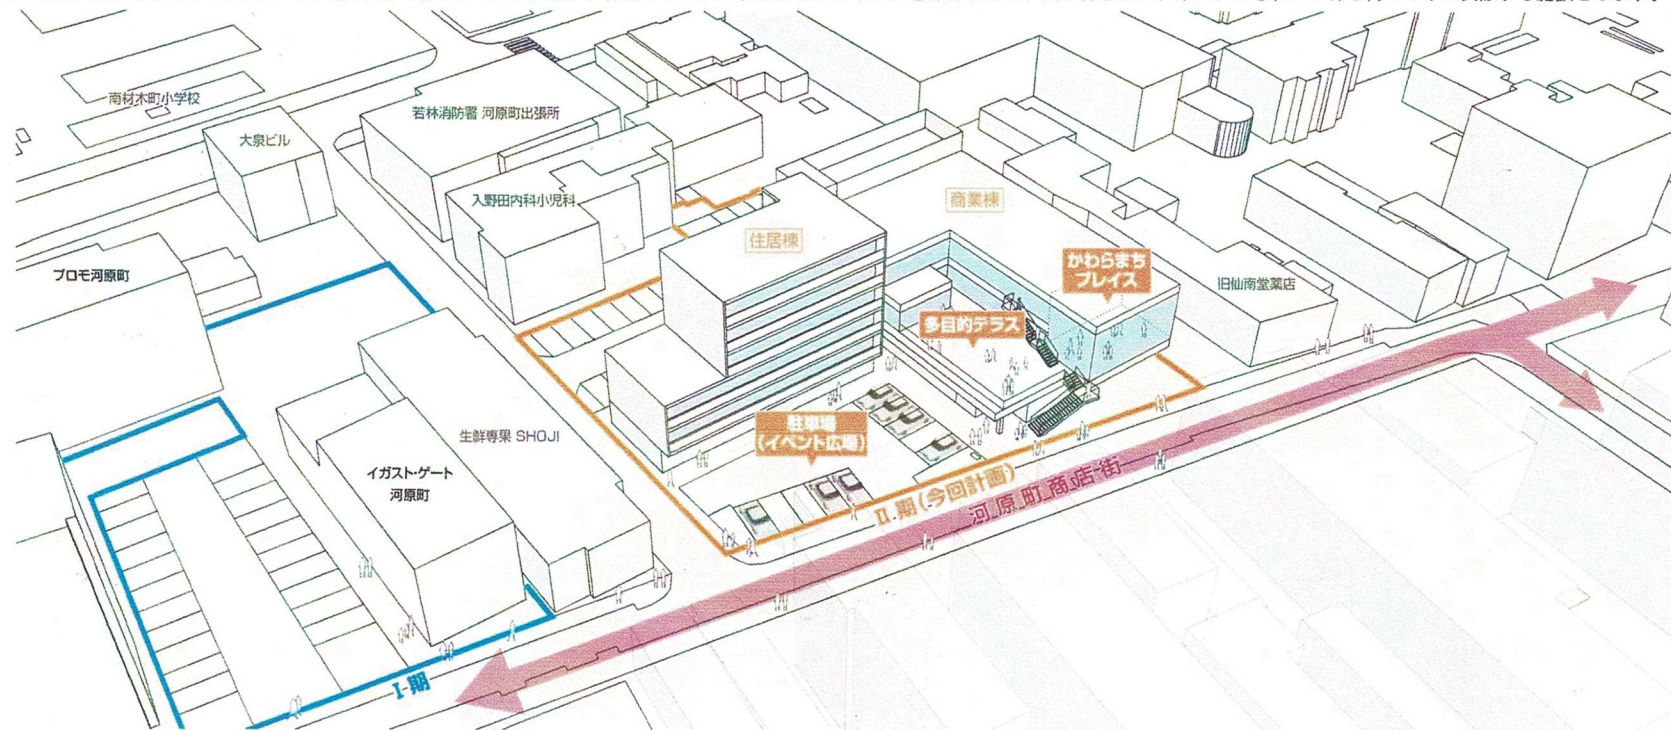 南材木町小学校
若林消防署 河原町出張所
大泉ビル
入野田内科小児科
商業棟
住居棟
かわらまち
プレイス
プロモ河原町
旧仙南堂薬店
多目的テラス
駐車場
(イベント広場)
生鮮専果 SHOJI
イガスト・ゲート
河原町
II期(今回計画)
河原町商店街
I期